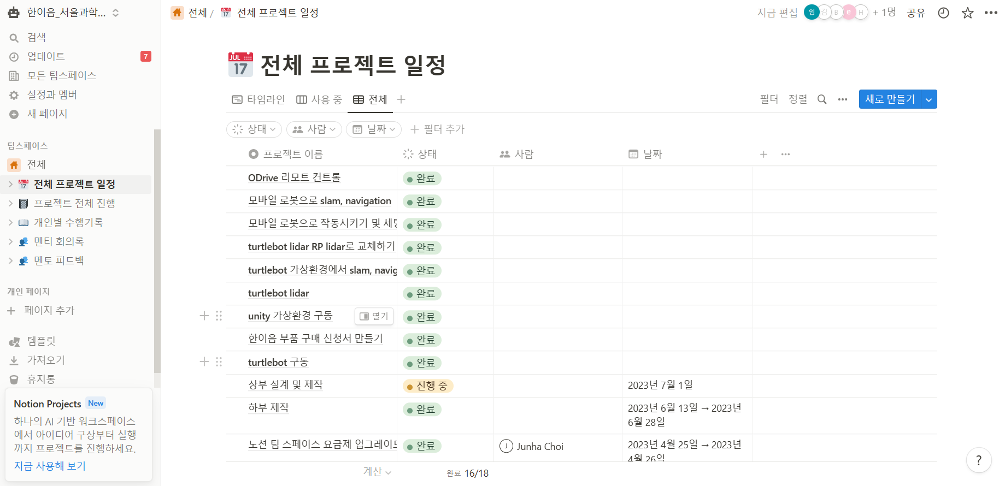 한이음_서울과학...
검색
업데이트
7
모든 팀스페이스
설정과 멤버
새 페이지
팀스페이스
전체
전체 프로젝트 일정
프로젝트 전체 진행
개인별 수행기록
멘티 회의록
멘토 피드백
개인 페이지
페이지 추가
템플릿
가져오기
휴지통
Notion Projects New
하나의 AI 기반 워크스페이스
에서 아이디어 구상부터 실행
까지 프로젝트를 진행하세요.
지금 사용해 보기
전체 / 전체 프로젝트 일정
지금 편집 임 김 B e H + 1명 공유
JUL 17 전체 프로젝트 일정
타임라인 사용 중 전체
필터 정렬 새로 만들기
상태 사람 날짜 필터 추가
프로젝트 이름 상태 사람 날짜
ODrive 리모트 컨트롤 완료
모바일 로봇으로 slam, navigation 완료
모바일 로봇으로 작동시키기 및 완료
turtlebot lidar RP lidar로 교체하기 완료
turtlebot 가상환경에서 slam, navig 완료
turtlebot lidar 완료
unity 가상환경 구동 열기 완료
한이음 부품 구매 신청서 만들기 완료
turtlebot 구동 완료
상부 설계 및 제작 진행 중 2023년 7월 1일
하부 제작 완료 2023년 6월 13일 → 2023년
6월 28일
노션 팀 스페이스 요금제 완료 J Junha Choi 2023년 4월 25일 → 2023년
4월 26일
계산 완료 16/18
?